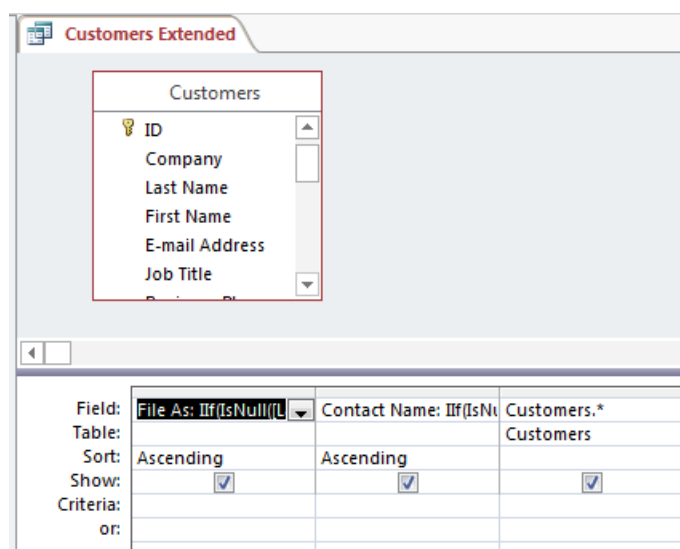 Customers Extended
Customers
ID
Company
Last Name
First Name
E-mail Address
Job Title
Field: File As: IIf(IsNull([L Contact Name: IIf(IsNu Customers.*
Table: Customers
Sort: Ascending Ascending
Show:
Criteria:
or: